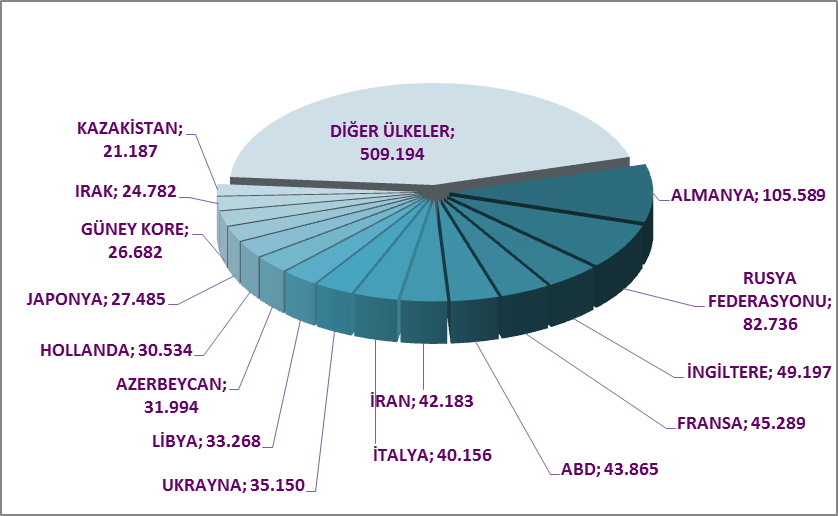 DİĞER ÜLKELER;
509.194
ALMANYA; 105.589
RUSYA
FEDERASYONU;
82.736
İNGİLTERE; 49.197
FRANSA; 45.289
ABD; 43.865
İRAN; 42.183
İTALYA; 40.156
UKRAYNA; 35.150
LİBYA; 33.268
AZERBEYCAN;
31.994
HOLLANDA; 30.534
JAPONYA; 27.485
GÜNEY KORE;
26.682
IRAK; 24.782
KAZAKİSTAN;
21.187